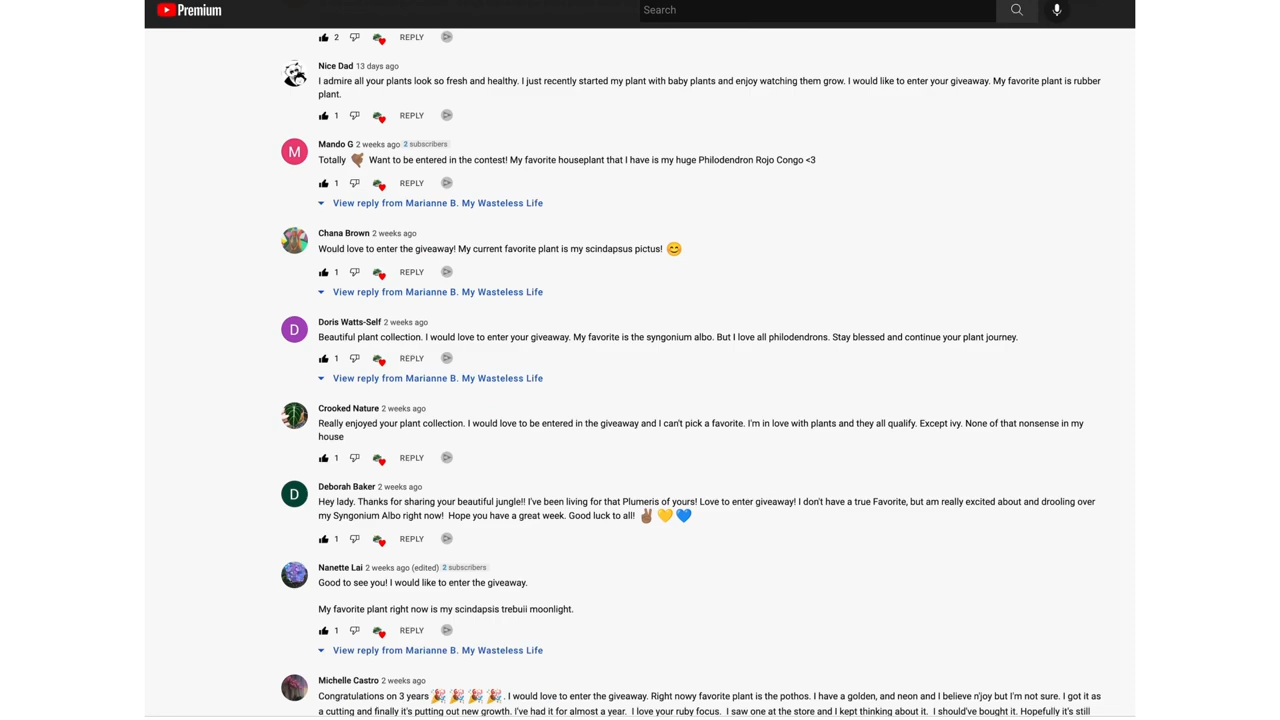 Premium
Search
2 REPLY
Nice Dad 13 days ago
I admire all your plants look so fresh and healthy. I just recently started my plant with baby plants and enjoy watching them grow. I would like to enter your giveaway. My favorite plant is rubber
plant.
1 REPLY
M
Mando G 2 weeks ago 2 subscribers
Totally Want to be entered in the contest! My favorite houseplant that I have is my huge Philodendron Rojo Congo <3
1 REPLY
View reply from Marianne B. My Wasteless Life
Chana Brown 2 weeks ago
Would love to enter the giveaway! My current favorite plant is my scindapsus pictus! 😊
1 REPLY
View reply from Marianne B. My Wasteless Life
D
Doris Watts-Self 2 weeks ago
Beautiful plant collection. I would love to enter your giveaway. My favorite is the syngonium albo. But I love all philodendrons. Stay blessed and continue your plant journey.
1 REPLY
View reply from Marianne B. My Wasteless Life
Crooked Nature 2 weeks ago
Really enjoyed your plant collection. I would love to be entered in the giveaway and I can't pick a favorite. I'm in love with plants and they all qualify. Except ivy. None of that nonsense in my
house
1 REPLY
D
Deborah Baker 2 weeks ago
Hey lady. Thanks for sharing your beautiful jungle!! I've been living for that Plumeris of yours! Love to enter giveaway! I don't have a true Favorite, but am really excited about and drooling over
my Syngonium Albo right now! Hope you have a great week. Good luck to all! ✌🏽 💛 💙
1 REPLY
Nanette Lai 2 weeks ago (edited) 2 subscribers
Good to see you! I would like to enter the giveaway.
My favorite plant right now is my scindapsis trebuii moonlight.
1 REPLY
View reply from Marianne B. My Wasteless Life
Michelle Castro 2 weeks ago
Congratulations on 3 years 🎉 🎉 🎉 🎉. I would love to enter the giveaway. Right nowy favorite plant is the pothos. I have a golden, and neon and I believe n'joy but I'm not sure. I got it as
a cutting and finally it's putting out new growth. I've had it for almost a year. I love your ruby focus. I saw one at the store and I kept thinking about it. I should've bought it. Hopefully it's still